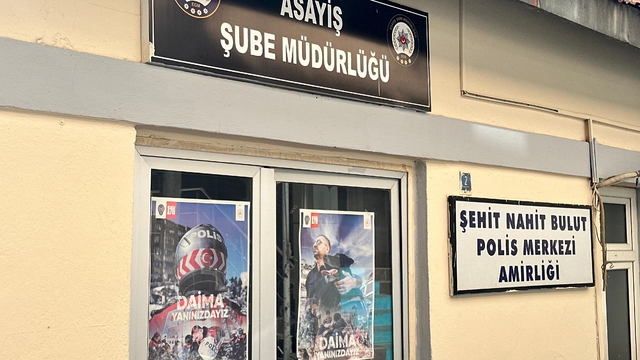 ASAYİŞ
ŞUBE MÜDÜRLÜĞÜ
2
ŞEHİT NAHİT BULUT
POLİS MERKEZİ
AMİRLİĞİ
POLİS
DAİMA
YANINIZDAYIZ
DAİMA
YANINIZDAYIZ